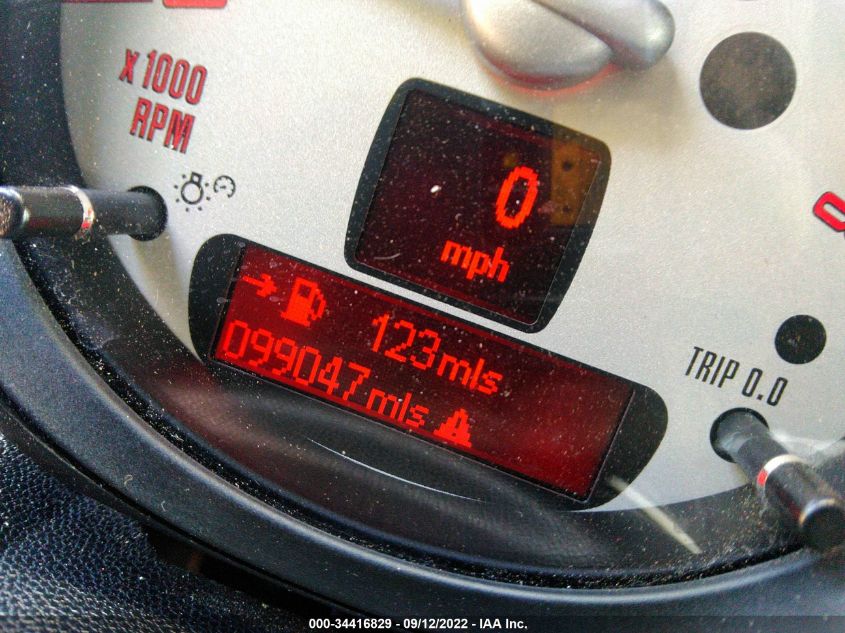 x 1000
RPM
0
mph
123 mls
099047 mls
TRIP 0.0
000-34416829 - 09/12/2022 - IAA Inc.